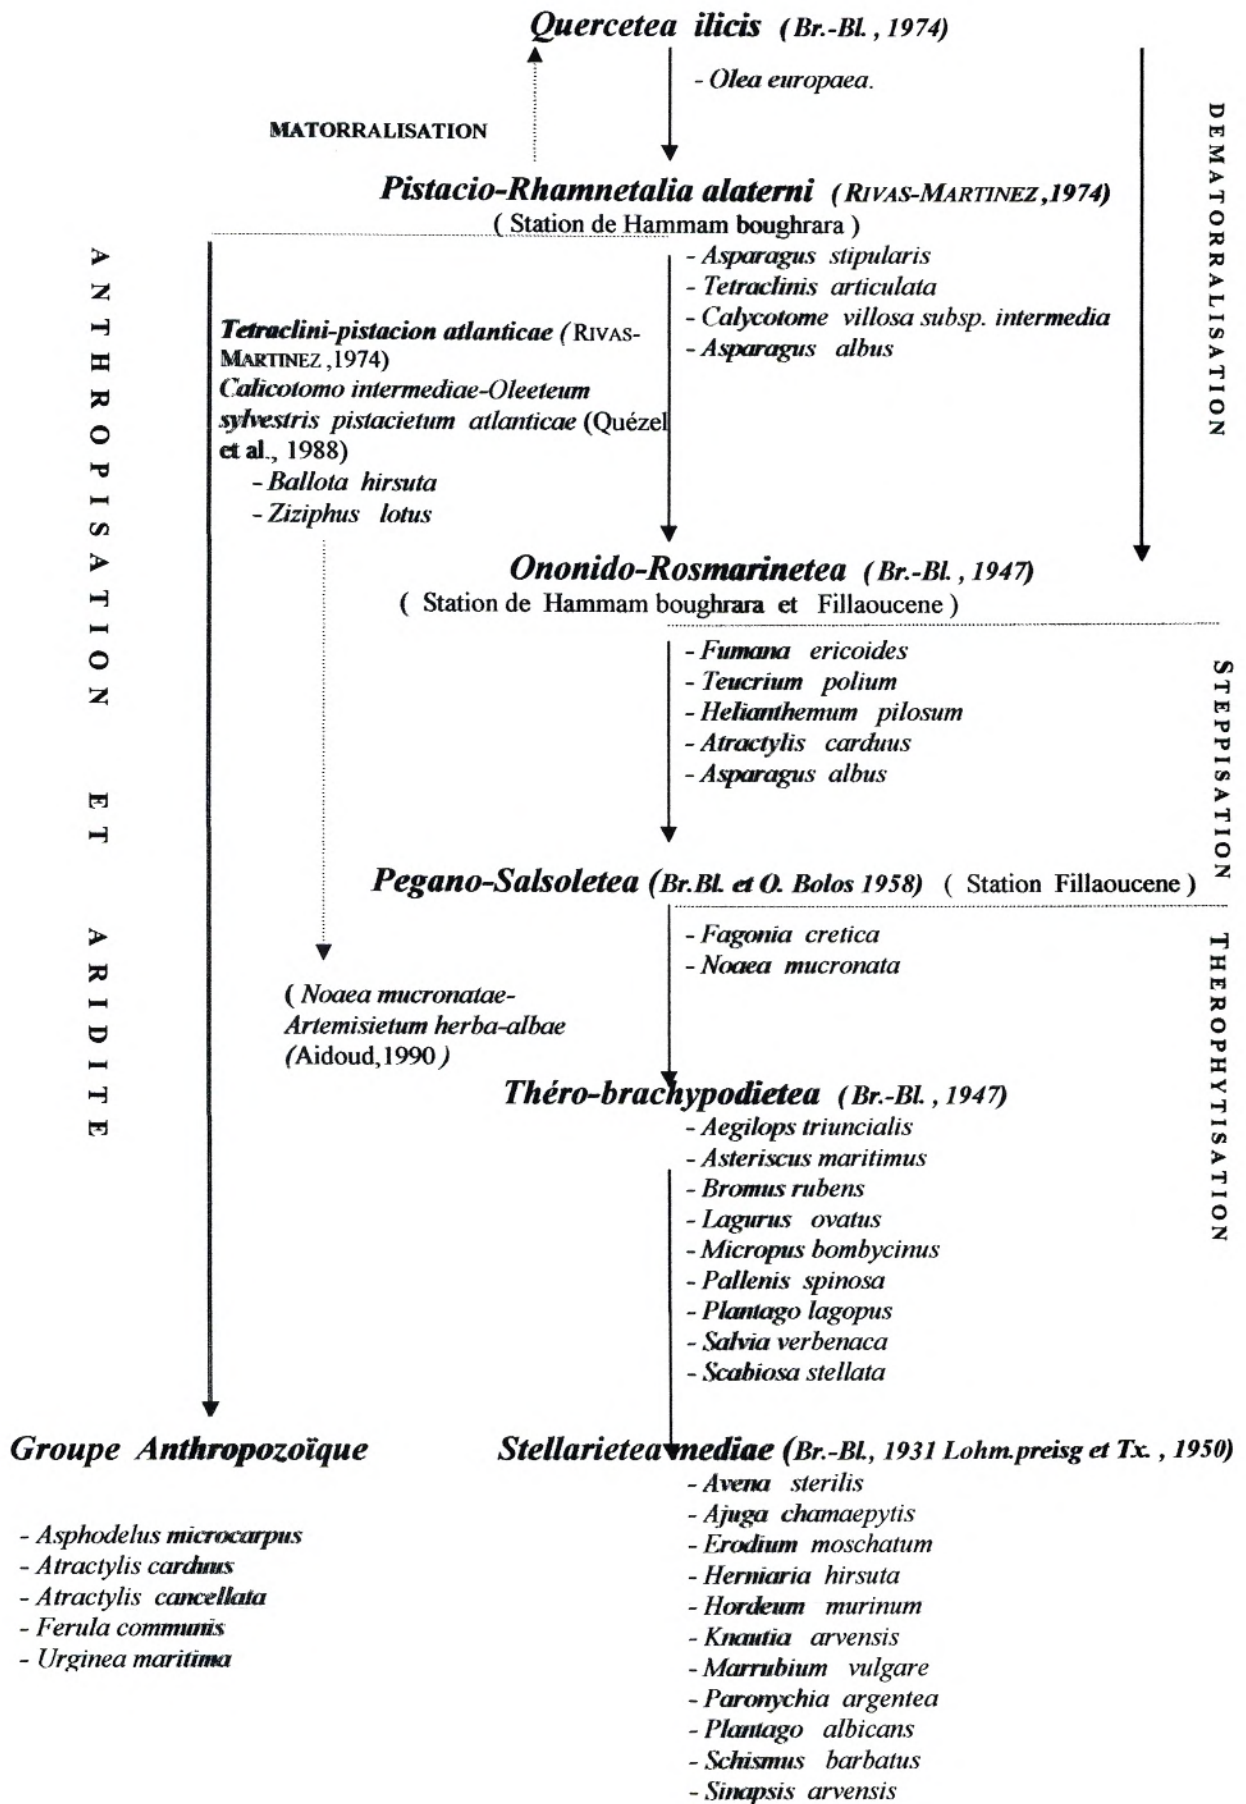 Quercetea ilicis (Br.-Bl., 1974)
- Olea europaea.
MATORRALISATION
DEMATORRALISATION
Pistacio-Rhamnetalia alaterni (RIVAS-MARTINEZ,1974)
( Station de Hammam boughrara )
- Asparagus stipularis
- Tetraclinis articulata
- Calycotome villosa subsp. intermedia
- Asparagus albus
ANTHROPISATION ET ARIDITE
Tetraclini-pistacion atlanticae (RIVAS-
MARTINEZ,1974)
Calicotomo intermediae-Oleeteum
sylvestris pistacietum atlanticae (Quézel
et al., 1988)
- Ballota hirsuta
- Ziziphus lotus
Ononido-Rosmarinetea (Br.-Bl., 1947)
( Station de Hammam boughrara et Fillaoucene )
- Fumana ericoides
- Teucrium polium
- Helianthemum pilosum
- Atractylis carduus
- Asparagus albus
STEPPISATION
Pegano-Salsoletea (Br.Bl. et O. Bolos 1958) ( Station Fillaoucene )
- Fagonia cretica
- Noaea mucronata
THEROPHYTISATION
( Noaea mucronatae-
Artemisietum herba-albae
(Aidoud,1990 )
Théro-brachypodietea (Br.-Bl., 1947)
- Aegilops triuncialis
- Asteriscus maritimus
- Bromus rubens
- Lagurus ovatus
- Micropus bombycinus
- Pallenis spinosa
- Plantago lagopus
- Salvia verbenaca
- Scabiosa stellata
Groupe Anthropozoïque
- Asphodelus microcarpus
- Atractylis carduus
- Atractylis cancellata
- Ferula communis
- Urginea maritima
Stellarietea mediae (Br.-Bl., 1931 Lohm.preisg et Tx. , 1950)
- Avena sterilis
- Ajuga chamaepytis
- Erodium moschatum
- Herniaria hirsuta
- Hordeum murinum
- Knautia arvensis
- Marrubium vulgare
- Paronychia argentea
- Plantago albicans
- Schismus barbatus
- Sinapsis arvensis